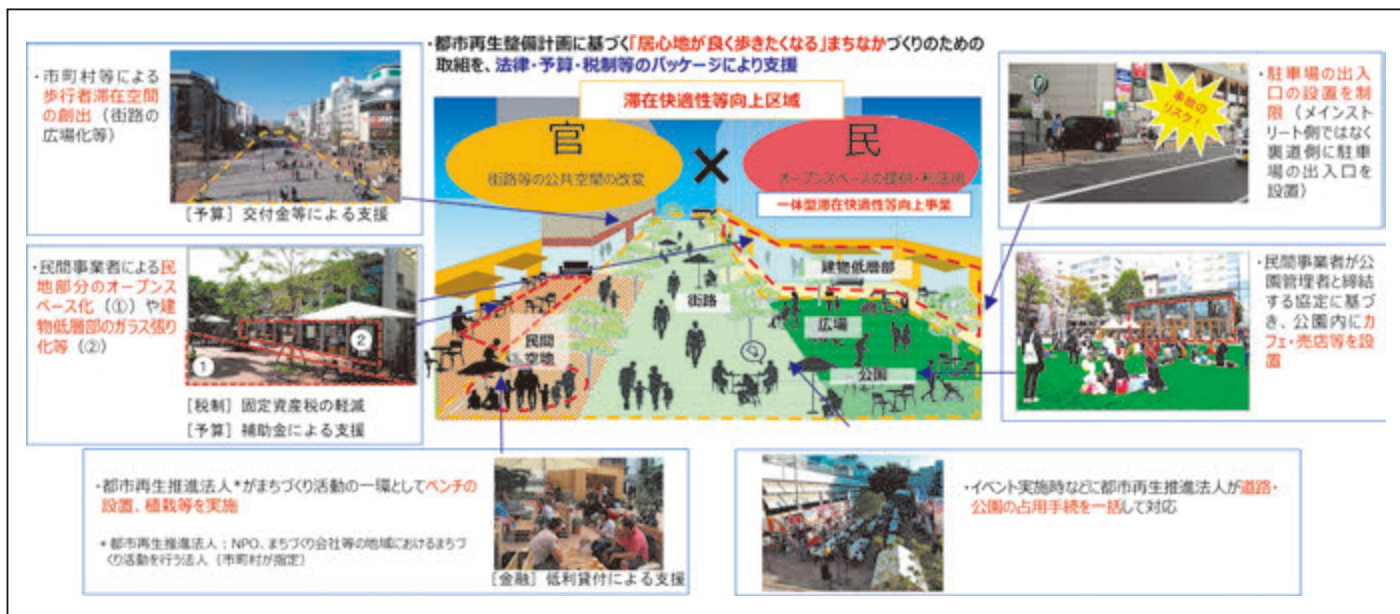 ・都市再生整備計画に基づく「居心地が良く歩きたくなる」まちなかづくりのための
取組を、法律・予算・税制等のパッケージにより支援
滞在快適性等向上区域
官
街路等の公共空間の改変
×
民
オープンスペースの提供・利活用
一体型滞在快適性等向上事業
建物低層部
街路
広場
民間
空地
公園
・市町村等による
歩行者滞在空間
の創出（街路の
広場化等）
［予算］交付金等による支援
・民間事業者による民
地部分のオープンス
ペース化（①）や建
物低層部のガラス張り
化等（②）
①
②
［税制］固定資産税の軽減
［予算］補助金による支援
・都市再生推進法人*がまちづくり活動の一環としてベンチの
設置、植栽等を実施
* 都市再生推進法人：NPO、まちづくり会社等の地域におけるまちづ
くり活動を行う法人（市町村が指定）
［金融］低利貸付による支援
事故の
リスク！
・駐車場の出入
口の設置を制
限（メインスト
リート側ではなく
裏道側に駐車
場の出入口を
設置）
・民間事業者が公
園管理者と締結
する協定に基づ
き、公園内にカ
フェ・売店等を設
置
・イベント実施時などに都市再生推進法人が道路・
公園の占用手続を一括して対応